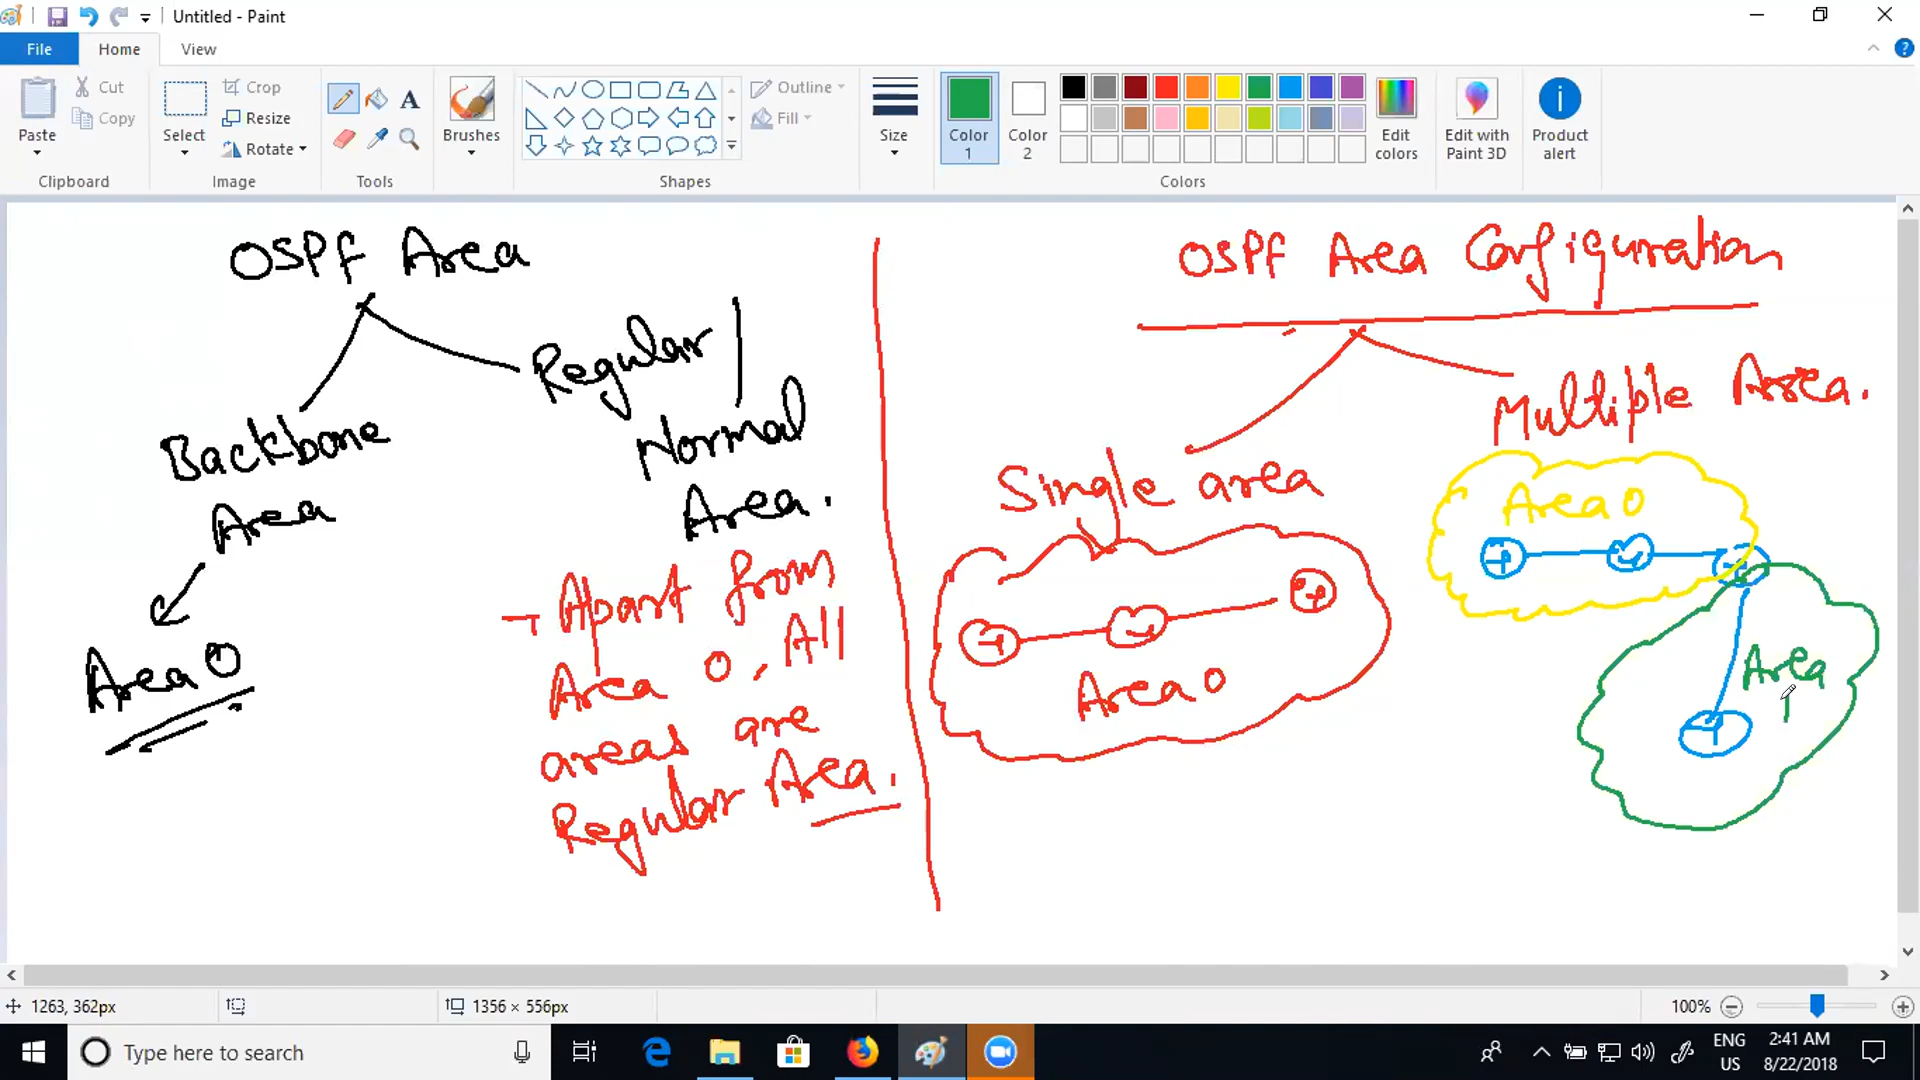 Untitled - Paint
File
Home
View
Paste
Cut
Copy
Clipboard
Select
Crop
Resize
Rotate
Image
A
Tools
Brushes
Outline
Fill
Shapes
Size
Color 1
Color 2
Edit colors
Edit with Paint 3D
Product alert
Colors
OSPF Area
Backbone
Area
Area 0
Regular /
Normal
Area.
→ Apart from
Area 0, All
areas are
Regular Area.
OSPF Area Configuration
Single area
Area 0
Multiple Area.
Area 0
Area
1
1263, 362px
1356 × 556px
100%
Type here to search
ENG
US
2:41 AM
8/22/2018